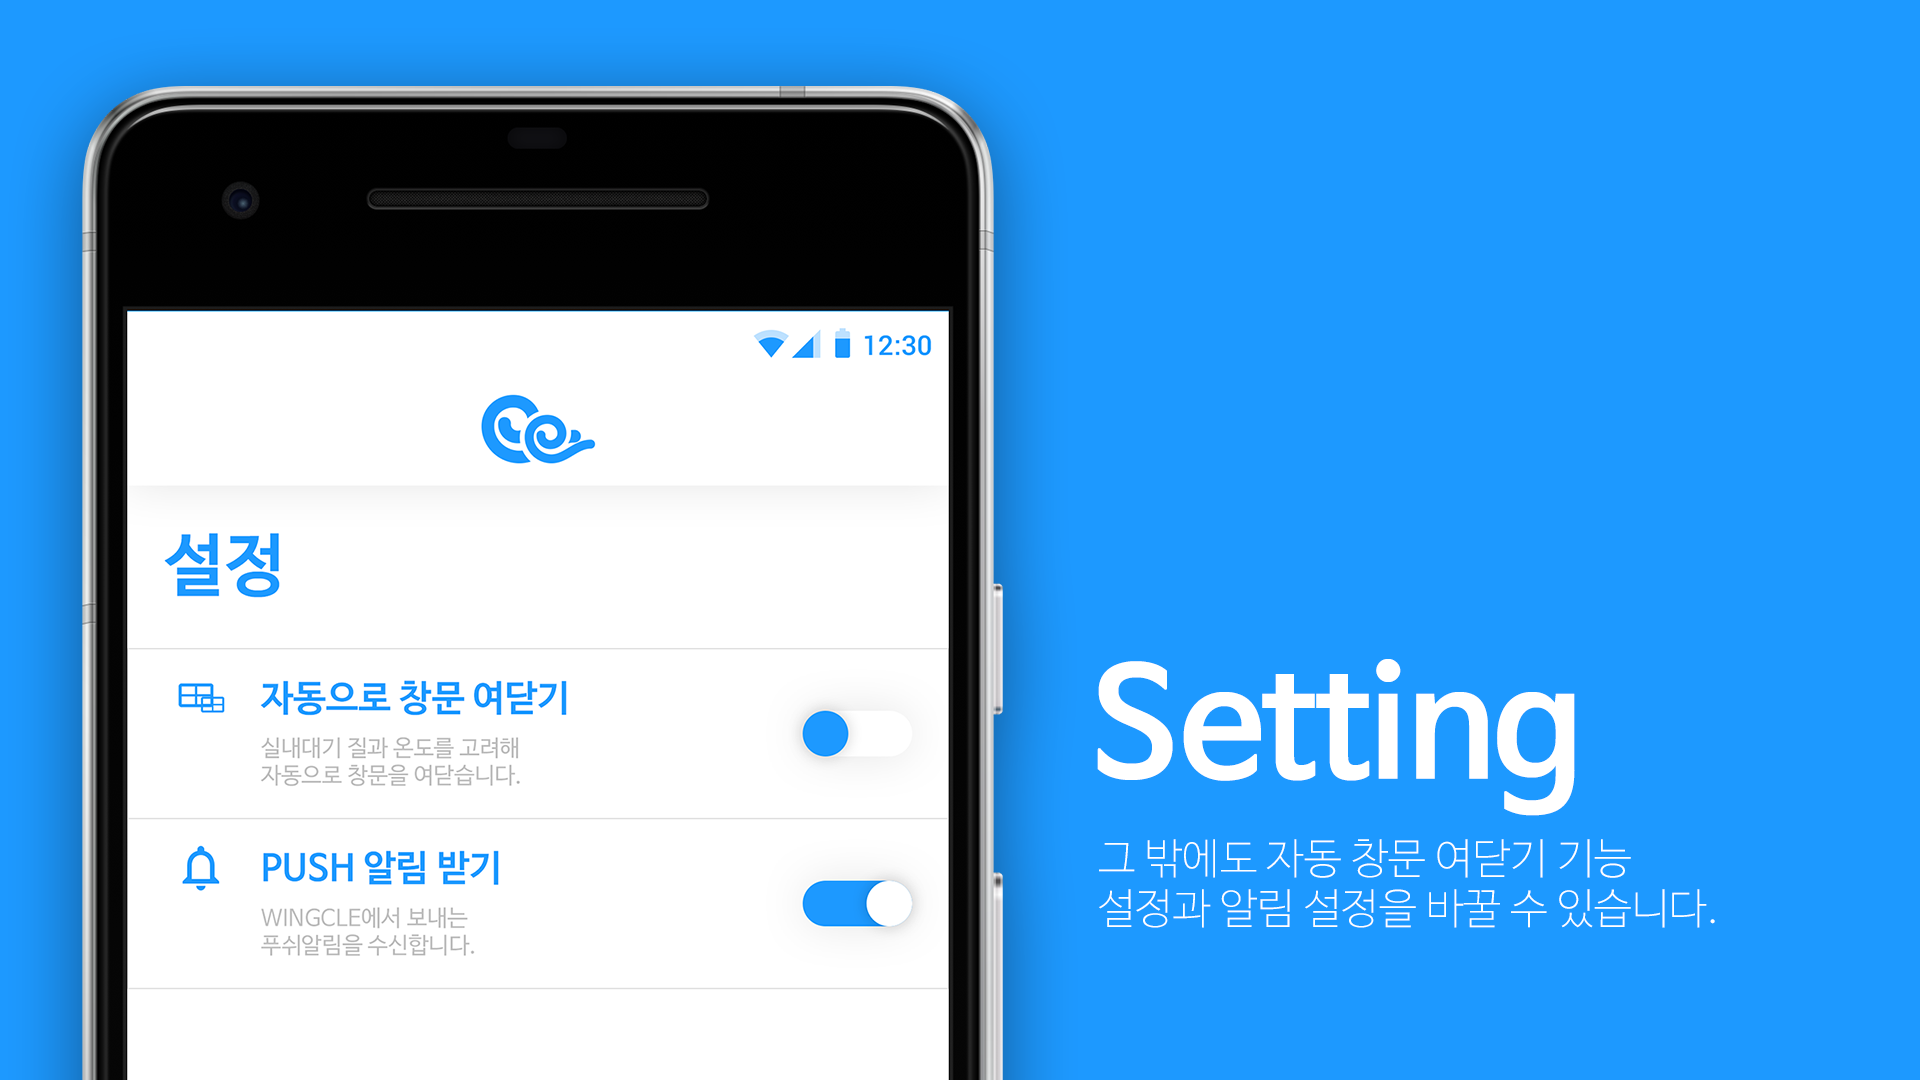 12:30
설정
자동으로 창문 여닫기
실내대기 질과 온도를 고려해
자동으로 창문을 여닫습니다.
PUSH 알림 받기
WINGCLE에서 보내는
푸쉬알림을 수신합니다.
Setting
그 밖에도 자동 창문 여닫기 기능
설정과 알림 설정을 바꿀 수 있습니다.